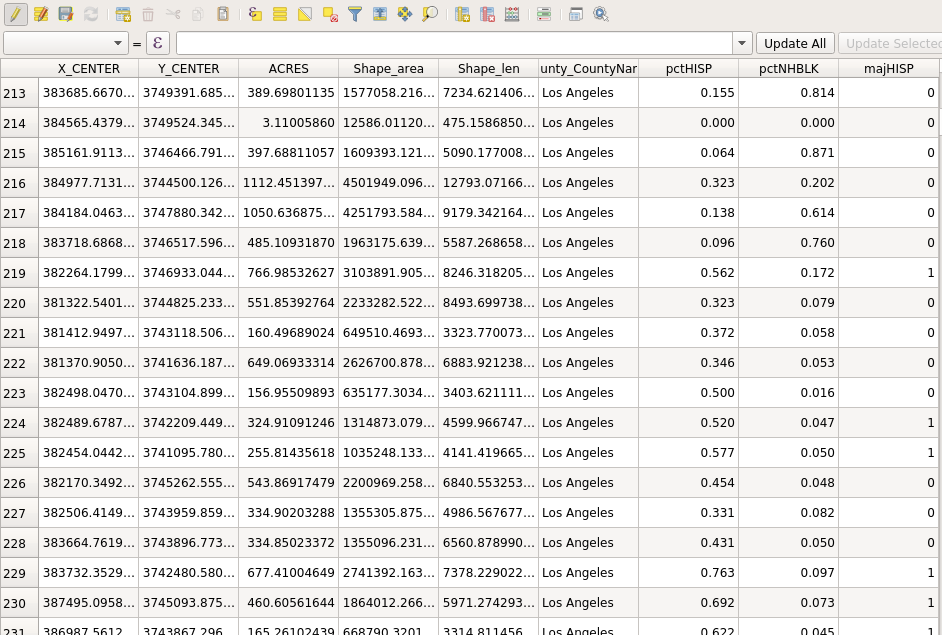 = ε Update All Update Selected
X_CENTER Y_CENTER ACRES Shape_area Shape_len unty_CountyNar pctHISP pctNHBLK majHISP
213 383685.6670... 3749391.685... 389.69801135 1577058.216... 7234.621406... Los Angeles 0.155 0.814 0
214 384565.4379... 3749524.345... 3.11005860 12586.01120... 475.1586850... Los Angeles 0.000 0.000 0
215 385161.9113... 3746466.791... 397.68811057 1609393.121... 5090.177008... Los Angeles 0.064 0.871 0
216 384977.7131... 3744500.126... 1112.451397... 4501949.096... 12793.07166... Los Angeles 0.323 0.202 0
217 384184.0463... 3747880.342... 1050.636875... 4251793.584... 9179.342164... Los Angeles 0.138 0.614 0
218 383718.6868... 3746517.596... 485.10931870 1963175.639... 5587.268658... Los Angeles 0.096 0.760 0
219 382264.1799... 3746933.044... 766.98532627 3103891.905... 8246.318205... Los Angeles 0.562 0.172 1
220 381322.5401... 3744825.233... 551.85392764 2233282.522... 8493.699738... Los Angeles 0.323 0.079 0
221 381412.9497... 3743118.506... 160.49689024 649510.4693... 3323.770073... Los Angeles 0.372 0.058 0
222 381370.9050... 3741636.187... 649.06933314 2626700.878... 6883.921238... Los Angeles 0.346 0.053 0
223 382498.0470... 3743104.899... 156.95509893 635177.3034... 3403.621111... Los Angeles 0.500 0.016 0
224 382489.6787... 3742209.449... 324.91091246 1314873.079... 4599.966747... Los Angeles 0.520 0.047 1
225 382454.0442... 3741095.780... 255.81435618 1035248.133... 4141.419665... Los Angeles 0.577 0.050 1
226 382170.3492... 3745262.555... 543.86917479 2200969.258... 6840.553253... Los Angeles 0.454 0.048 0
227 382506.4149... 3743959.859... 334.90203288 1355305.875... 4986.567677... Los Angeles 0.331 0.082 0
228 383664.7619... 3743896.773... 334.85023372 1355096.231... 6560.878990... Los Angeles 0.431 0.050 0
229 383732.3529... 3742480.580... 677.41004649 2741392.163... 7378.229022... Los Angeles 0.763 0.097 1
230 387495.0958... 3745093.875... 460.60561644 1864012.266... 5971.274293... Los Angeles 0.692 0.073 1
231 386987.5612... 3743867.296... 165.26102439 668790.3201... 3314.811456... Los Angeles 0.622 0.045 1